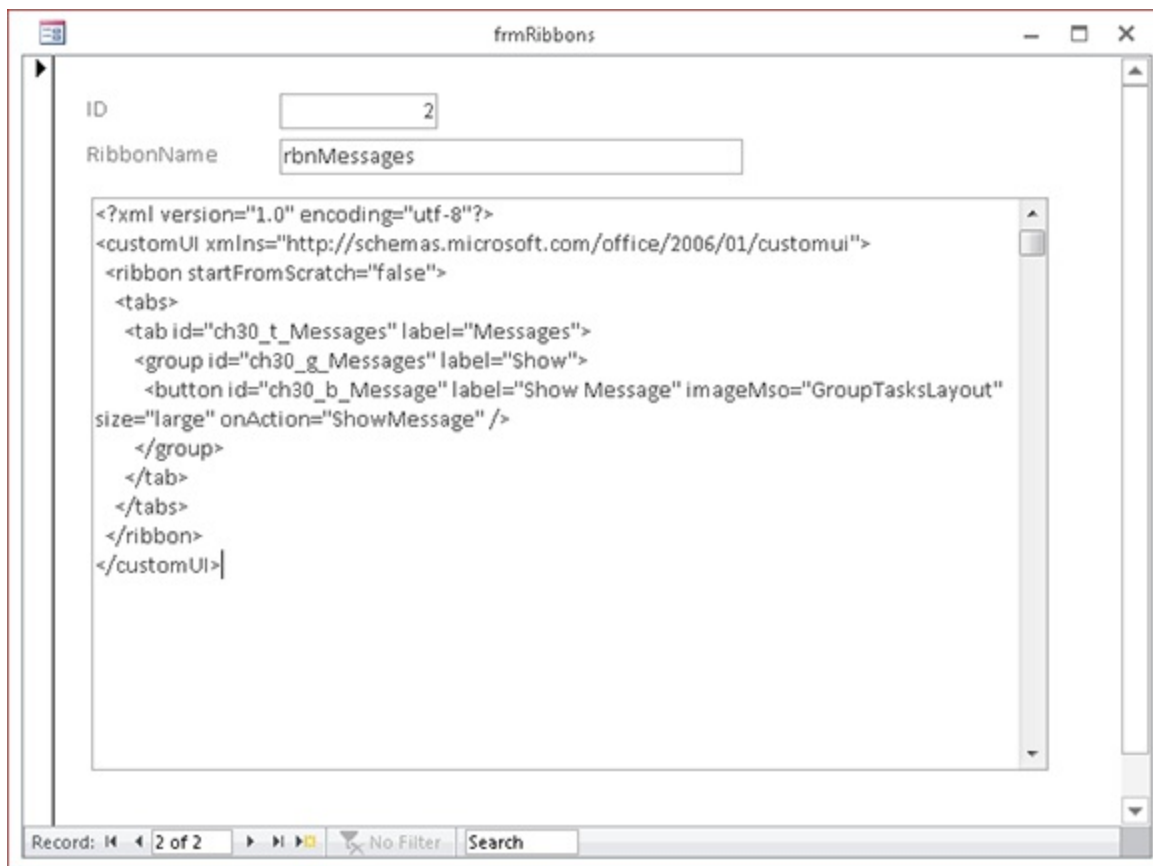 frmRibbons
ID 2
RibbonName rbnMessages
<?xml version="1.0" encoding="utf-8"?>
<customUI xmlns="http://schemas.microsoft.com/office/2006/01/customui">
<ribbon startFromScratch="false">
<tabs>
<tab id="ch30_t_Messages" label="Messages">
<group id="ch30_g_Messages" label="Show">
<button id="ch30_b_Message" label="Show Message" imageMso="GroupTasksLayout"
size="large" onAction="ShowMessage" />
</group>
</tab>
</tabs>
</ribbon>
</customUI>
Record: 2 of 2 No Filter Search